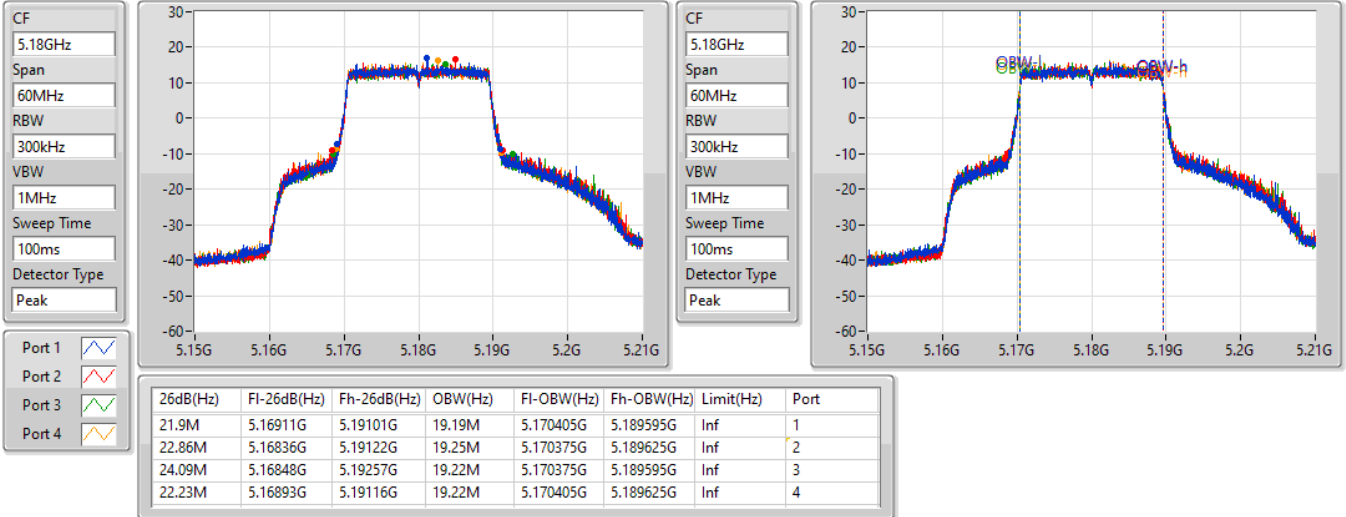 CF
5.18GHz
Span
60MHz
RBW
300kHz
VBW
1MHz
Sweep Time
100ms
Detector Type
Peak
Port 1
Port 2
Port 3
Port 4
30
20
10
0
-10
-20
-30
-40
-50
-60
5.15G 5.16G 5.17G 5.18G 5.19G 5.2G 5.21G
CF
5.18GHz
Span
60MHz
RBW
300kHz
VBW
1MHz
Sweep Time
100ms
Detector Type
Peak
30
20
10
0
-10
-20
-30
-40
-50
-60
OBW-l OBW-h
5.15G 5.16G 5.17G 5.18G 5.19G 5.2G 5.21G
26dB(Hz) Fl-26dB(Hz) Fh-26dB(Hz) OBW(Hz) Fl-OBW(Hz) Fh-OBW(Hz) Limit(Hz) Port
21.9M 5.16911G 5.19101G 19.19M 5.170405G 5.189595G Inf 1
22.86M 5.16836G 5.19122G 19.25M 5.170375G 5.189625G Inf 2
24.09M 5.16848G 5.19257G 19.22M 5.170375G 5.189595G Inf 3
22.23M 5.16893G 5.19116G 19.22M 5.170405G 5.189625G Inf 4